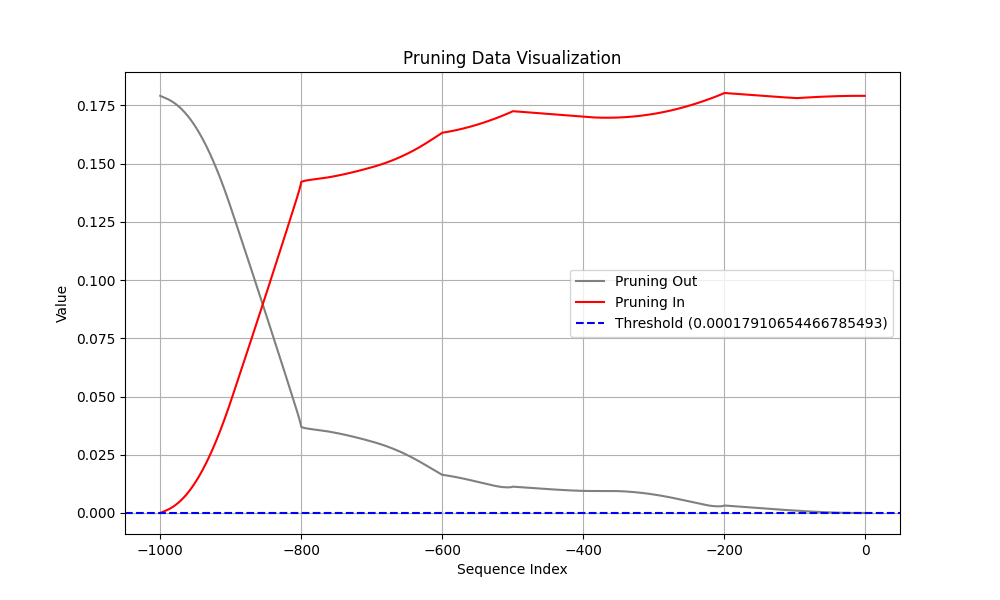 Pruning Data Visualization
Value
0.175
0.150
0.125
0.100
0.075
0.050
0.025
0.000
Pruning Out
Pruning In
Threshold (0.00017910654466785493)
−1000
−800
−600
−400
−200
0
Sequence Index